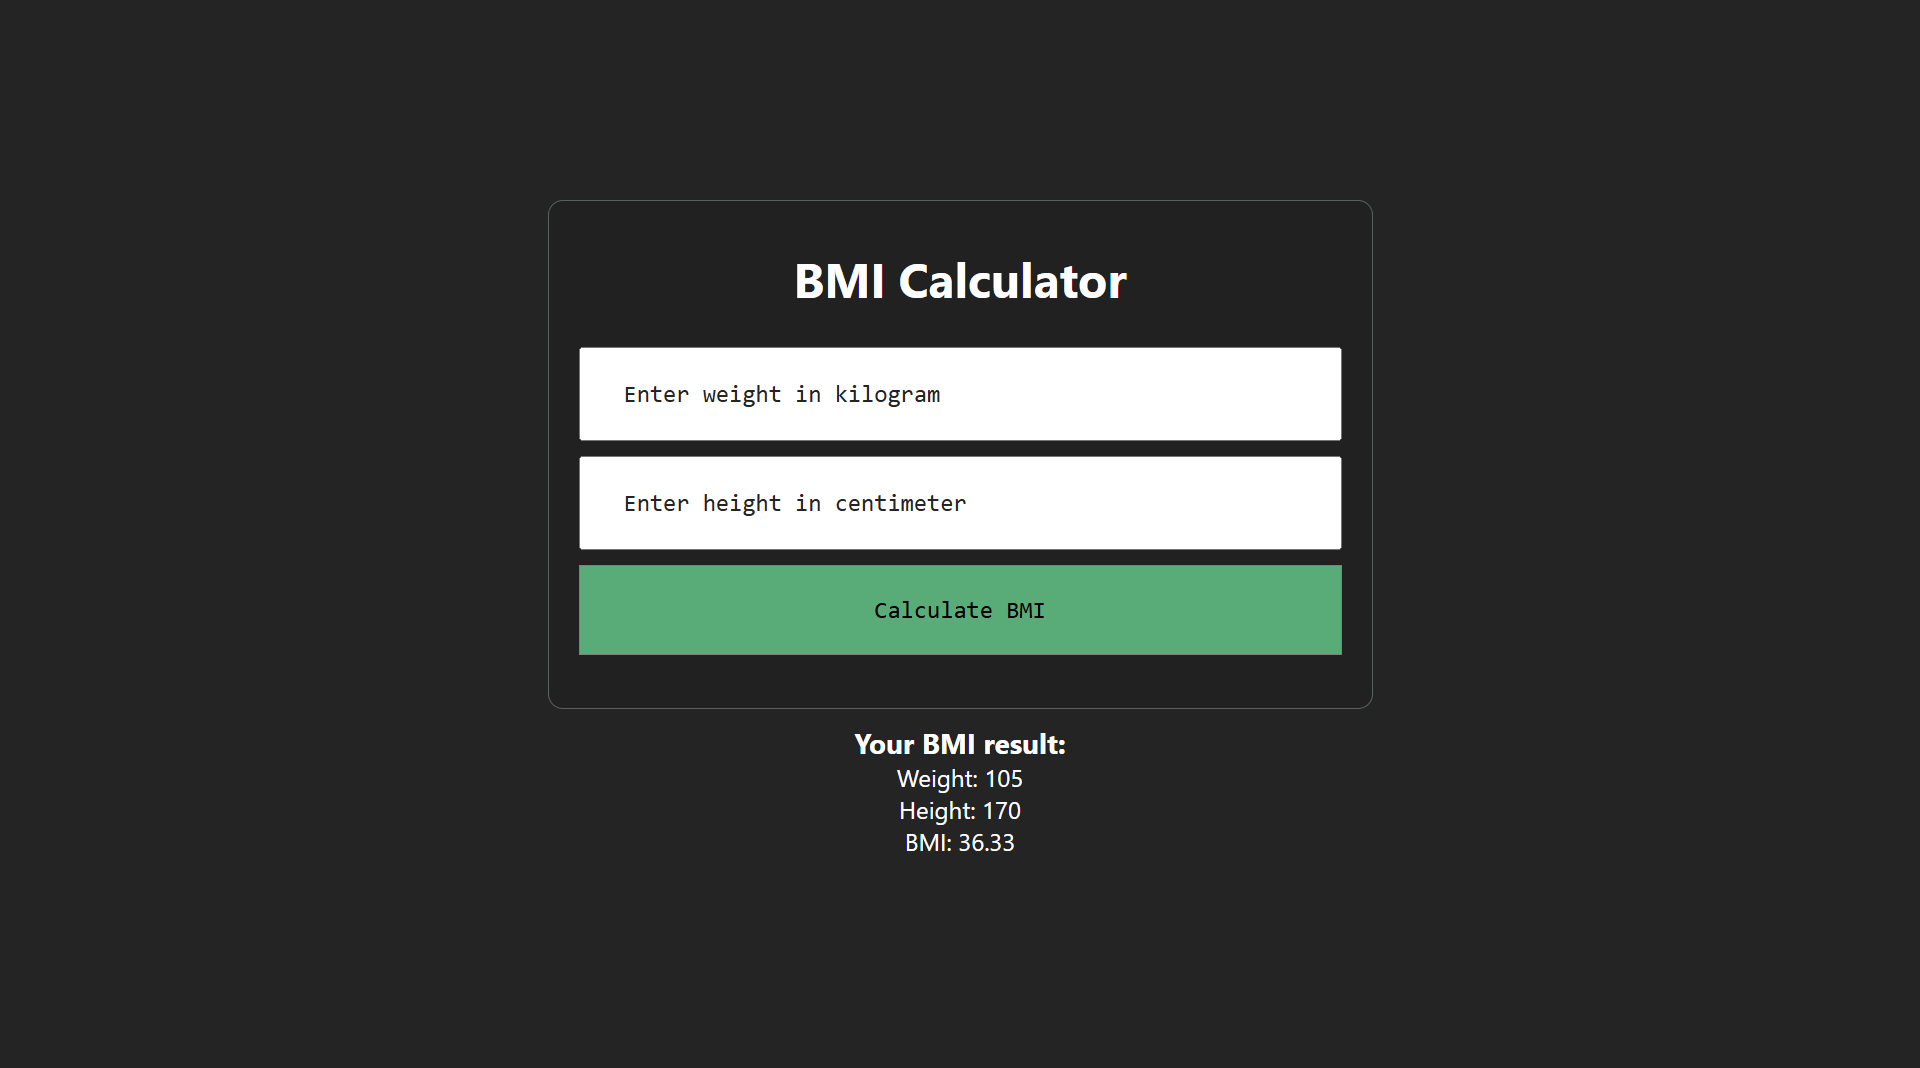 BMI Calculator
Enter weight in kilogram
Enter height in centimeter
Calculate BMI
Your BMI result:
Weight: 105
Height: 170
BMI: 36.33